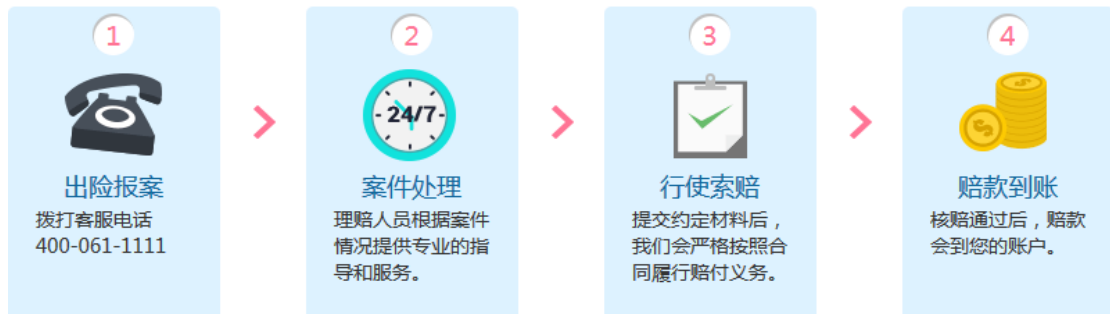 1
出险报案
拨打客服电话
400-061-1111
2
24/7
案件处理
理赔人员根据案件
情况提供专业的指
导和服务。
3
行使索赔
提交约定材料后，
我们会严格按照合
同履行赔付义务。
4
赔款到账
核赔通过后，赔款
会到您的账户。